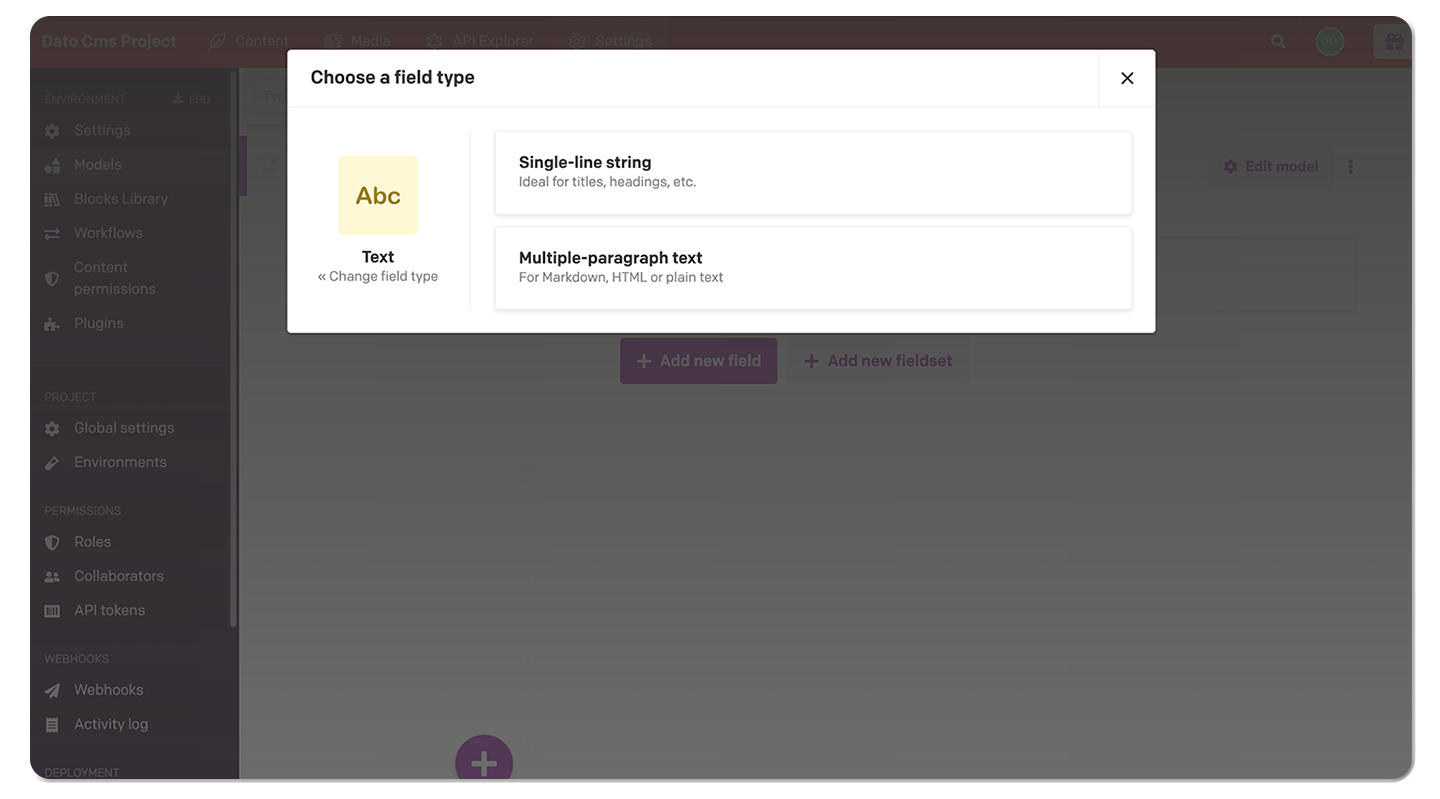 Dato Cms Project
Content
Media
API Explorer
Settings
DM
Choose a field type
ENVIRONMENT
ERD
Settings
Models
Blocks Library
Workflows
Content
permissions
Plugins
PROJECT
Global settings
Environments
PERMISSIONS
Roles
Collaborators
API tokens
WEBHOOKS
Webhooks
Activity log
DEPLOYMENT
Abc
Text
« Change field type
Single-line string
Ideal for titles, headings, etc.
Multiple-paragraph text
For Markdown, HTML or plain text
Edit model
Add new field
Add new fieldset